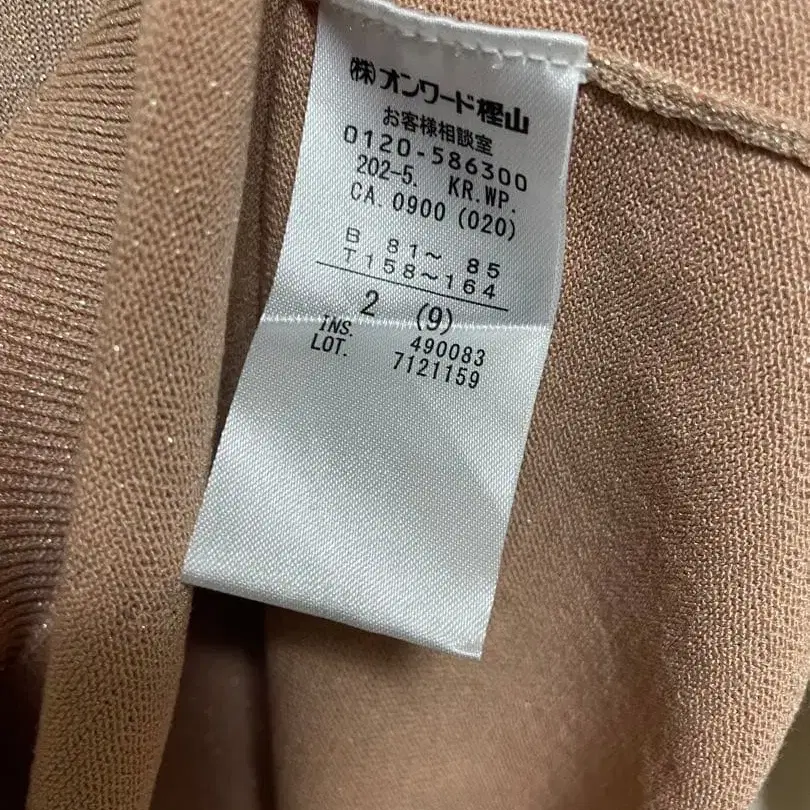 ㈱オンワード樫山
お客様相談室
0120-586300
202-5. KR.WP.
CA.0900(020)
B 81～ 85
T158～164
2 (9)
INS. 490083
LOT. 7121159